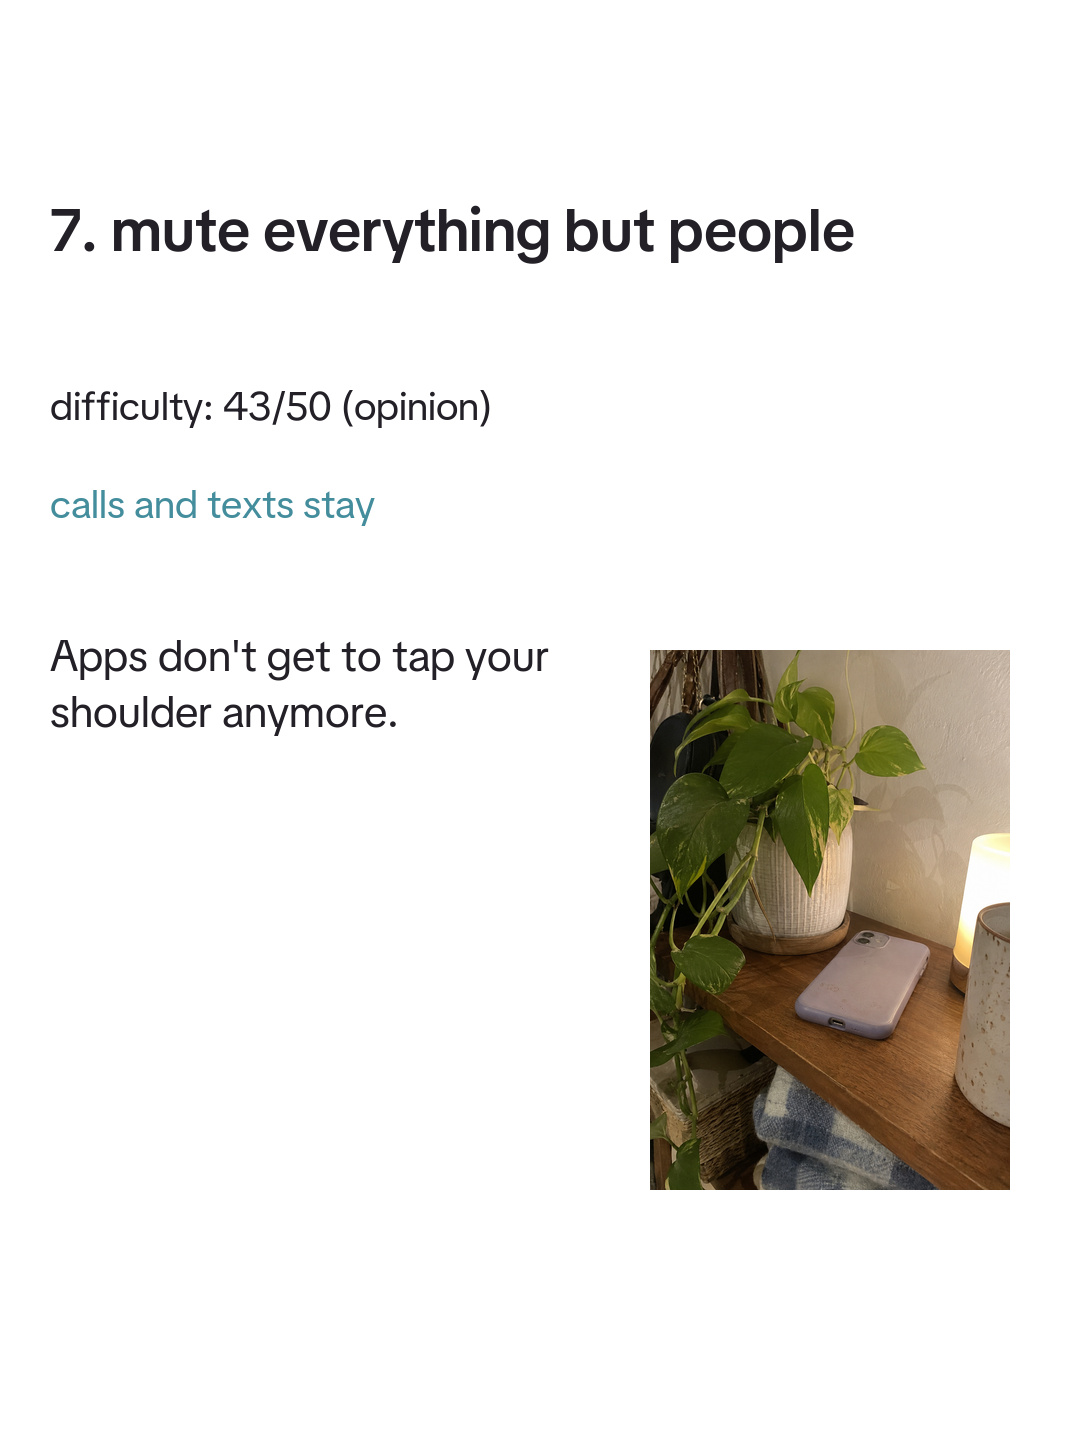 7. mute everything but people
difficulty: 43/50 (opinion)
calls and texts stay
Apps don't get to tap your
shoulder anymore.